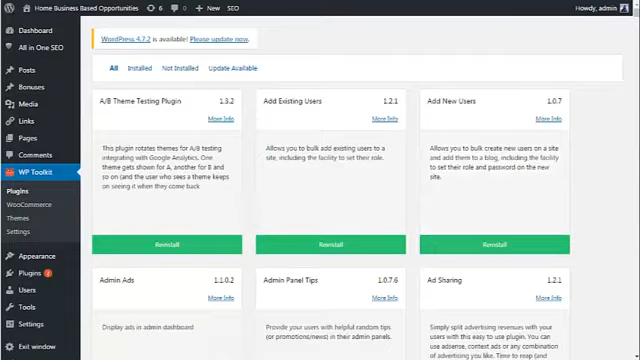 Home Business Based Opportunities 6 0 + New SEO Howdy, admin
Dashboard
All in One SEO
Posts
Bonuses
Media
Links
Pages
Comments
WP Toolkit
Plugins
WooCommerce
Themes
Settings
Appearance
Plugins 2
Users
Tools
Settings
Exit window
WordPress 4.7.2 is available! Please update now.
All Installed Not Installed Update Available
A/B Theme Testing Plugin 1.3.2
More Info
This plugin rotates themes for A/B testing
integrating with Google Analytics. One
theme gets shown for A, another for B and
so on (and the user who sees a theme keeps
on seeing it when they come back
Reinstall
Add Existing Users 1.2.1
More Info
Allows you to bulk add existing users to a
site, including the facility to set their role.
Reinstall
Add New Users 1.0.7
More Info
Allows you to bulk create new users on a site
and add them to a blog, including the facility
to set their role and password on the new
site.
Reinstall
Admin Ads 1.1.0.2
More Info
Display ads in admin dashboard
Admin Panel Tips 1.0.7.6
More Info
Provide your users with helpful random tips
(or promotions/news) in their admin panels.
Ad Sharing 1.2.1
More Info
Simply split advertising revenues with your
users with this easy to use plugin. You can
use adsense, context ads or any combination
of advertising you like. Time to reap (and